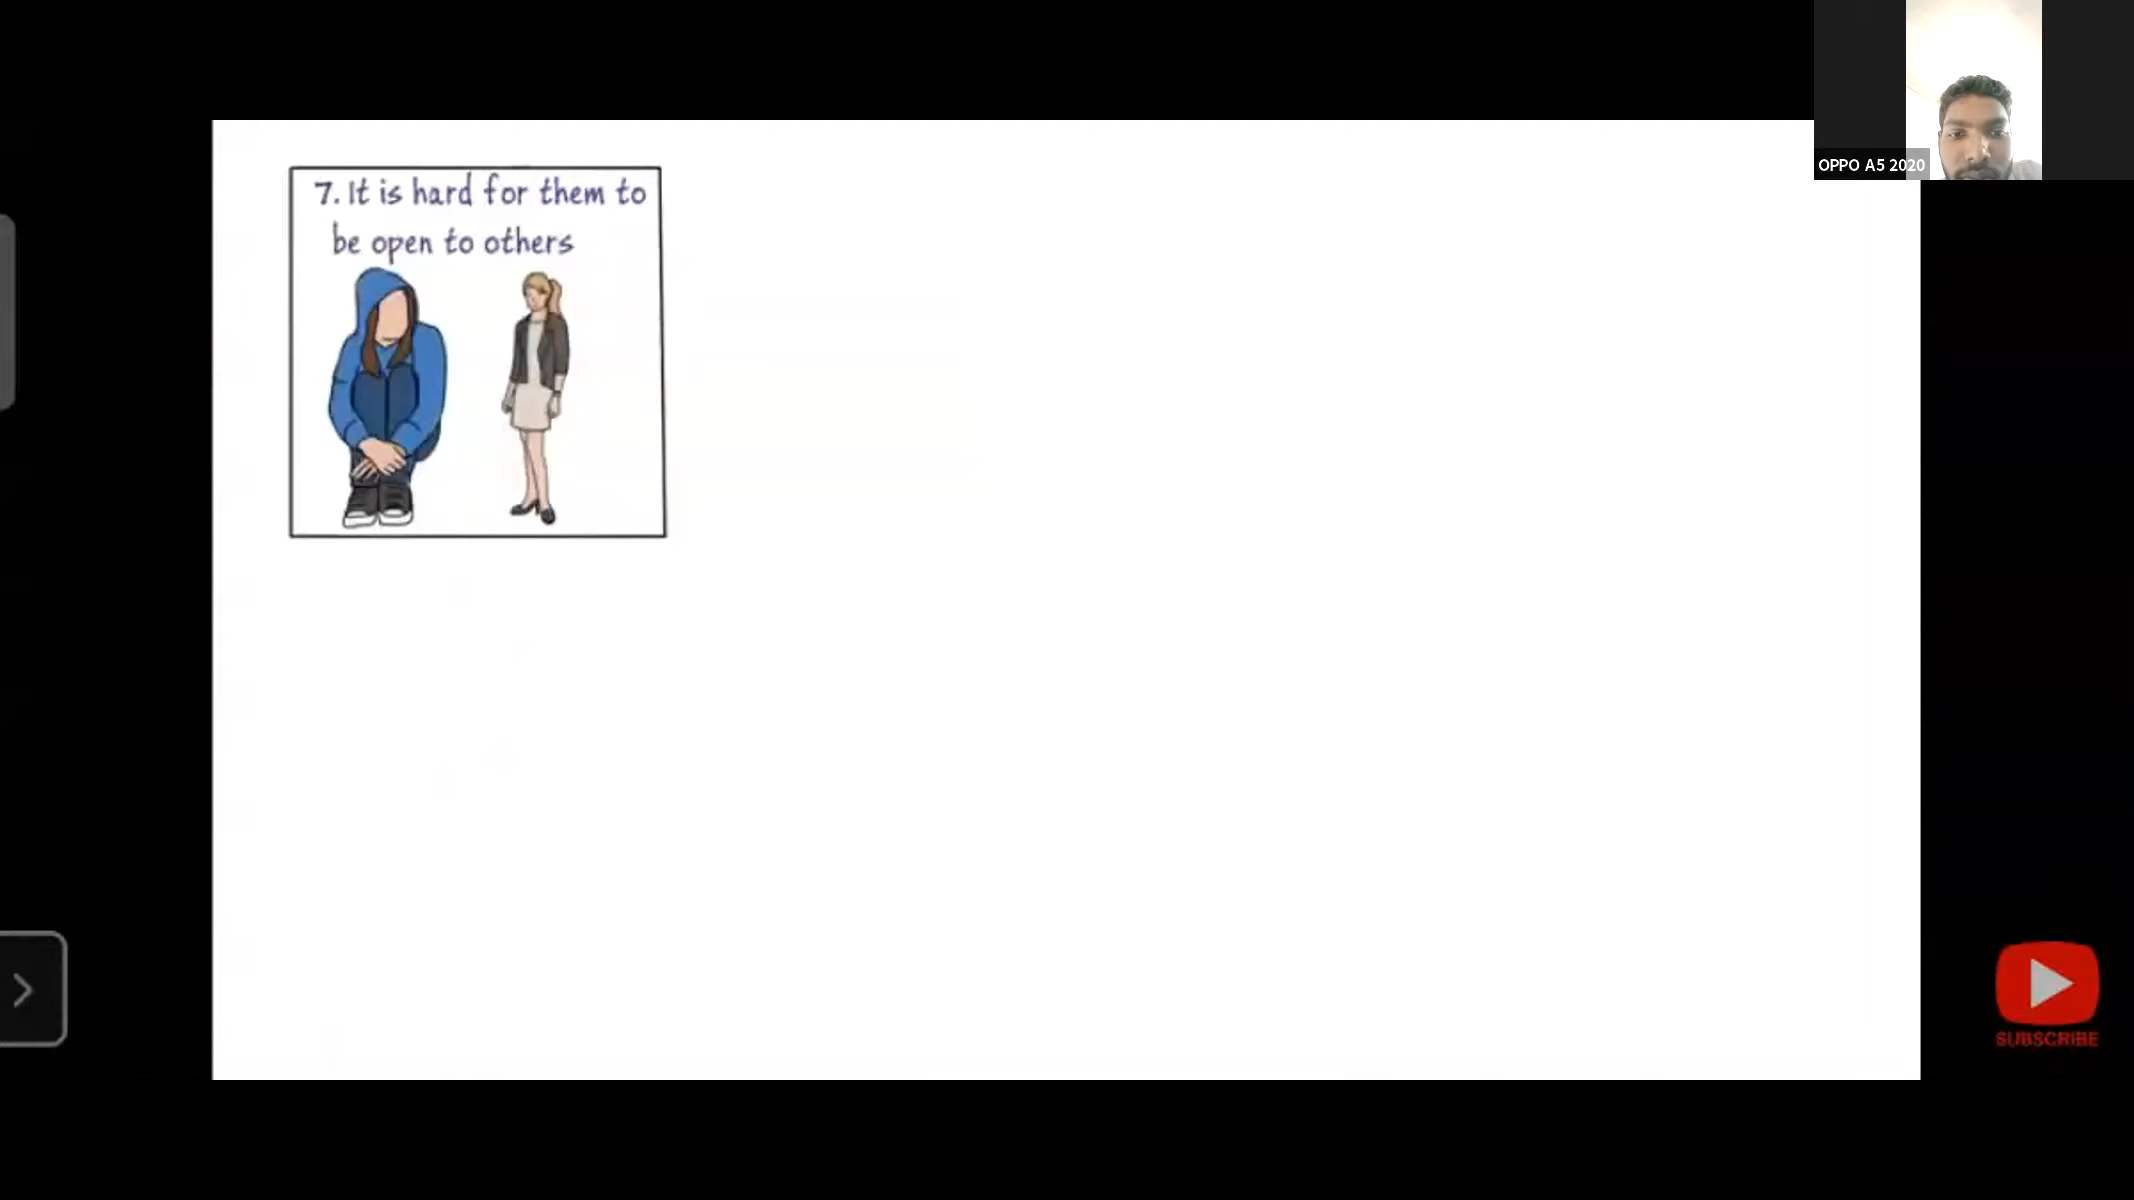 7. It is hard for them to
be open to others
OPPO A5 2020
SUBSCRIBE